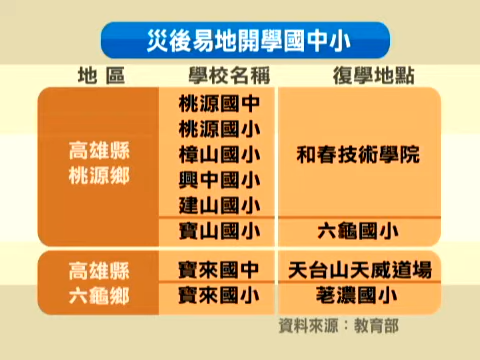 災後易地開學國中小
地區 學校名稱 復學地點
高雄縣
桃源鄉
桃源國中
桃源國小
樟山國小
興中國小
建山國小
和春技術學院
寶山國小 六龜國小
高雄縣 寶來國中 天台山天威道場
六龜鄉 寶來國小 荖濃國小
資料來源：教育部